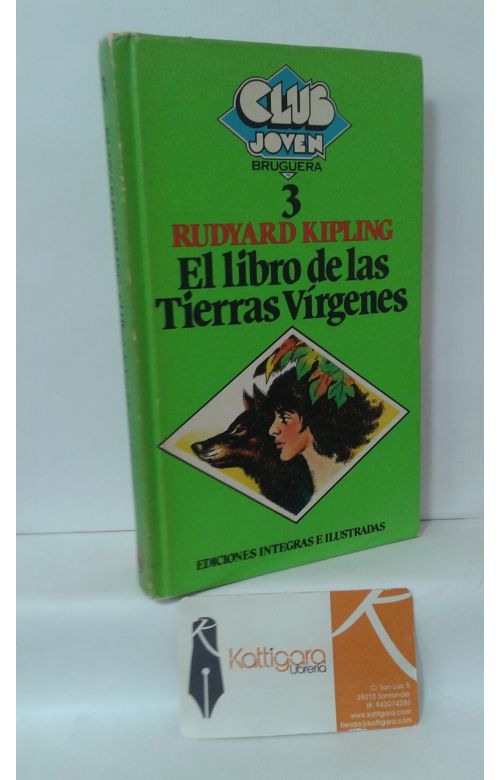 CLUB
JOVEN
BRUGUERA
3
RUDYARD KIPLING
El libro de las
Tierras Vírgenes
EDICIONES INTEGRAS E ILUSTRADAS
Kattigara
Librería
C/ San Luis 5
39010 Santander
tlf: 942074286
www.kattigara.com
tienda@kattigara.com